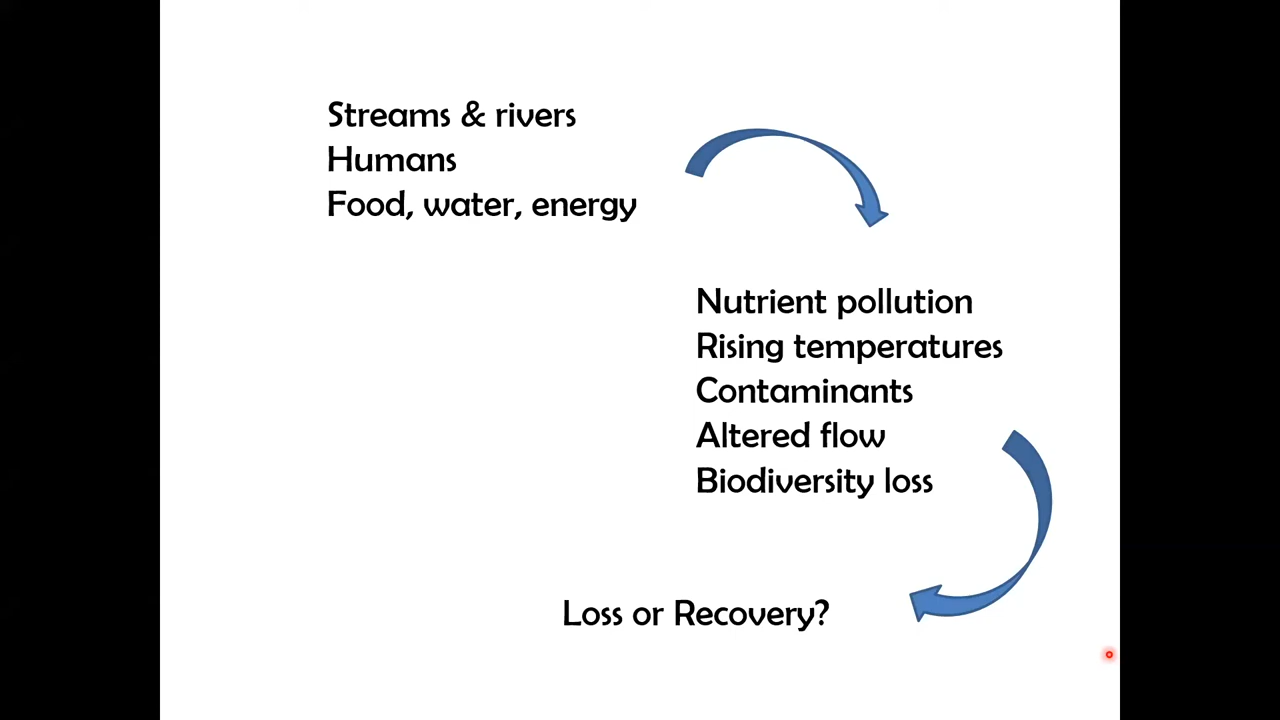 Streams & rivers
Humans
Food, water, energy
Nutrient pollution
Rising temperatures
Contaminants
Altered flow
Biodiversity loss
Loss or Recovery?